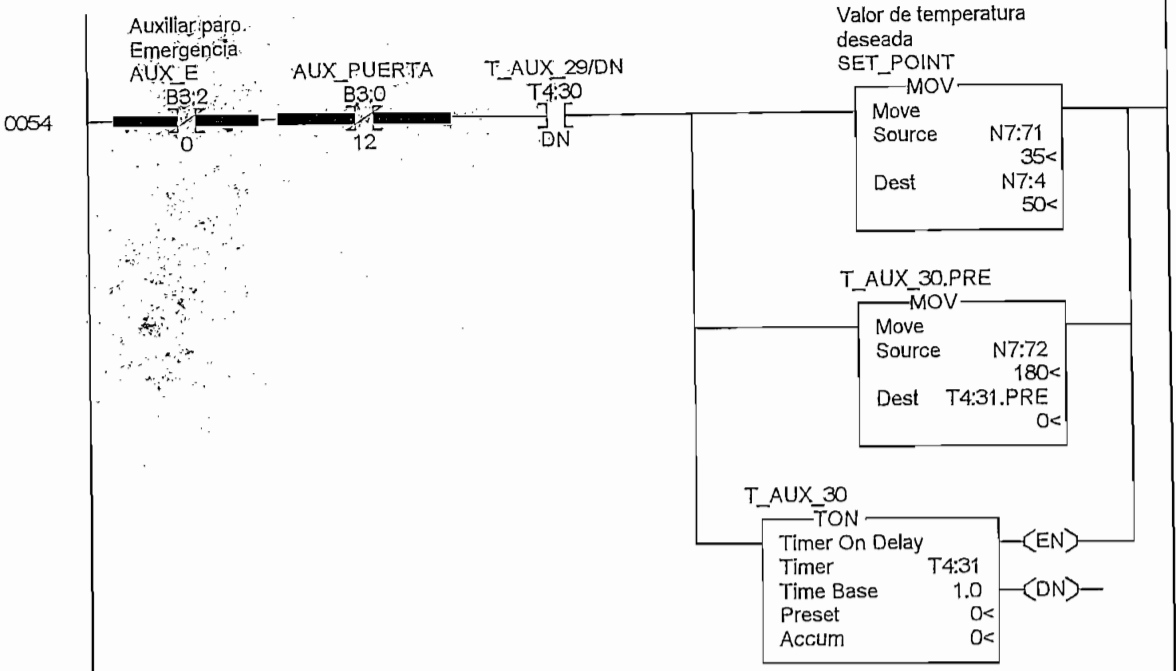 Auxiliar paro.
Emergencia
AUX_E
B3:2
0
AUX_PUERTA
B3:0
12
T_AUX_29/DN
T4:30
DN
0054
Valor de temperatura
deseada
SET_POINT
MOV
Move
Source N7:71
35<
Dest N7:4
50<
T_AUX_30.PRE
MOV
Move
Source N7:72
180<
Dest T4:31.PRE
0<
T_AUX_30
TON
Timer On Delay
Timer T4:31
Time Base 1.0
Preset 0<
Accum 0<
EN
DN